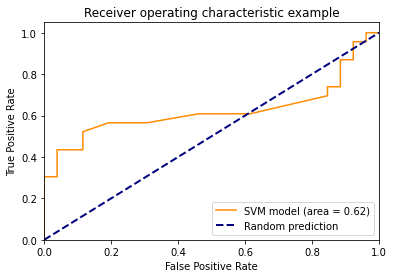 Receiver operating characteristic example
True Positive Rate
1.0
0.8
0.6
0.4
0.2
0.0
SVM model (area = 0.62)
Random prediction
0.0 0.2 0.4 0.6 0.8 1.0
False Positive Rate